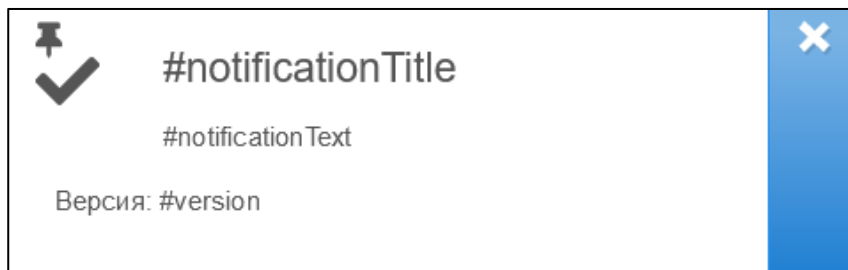 #notificationTitle
#notificationText
Версия: #version